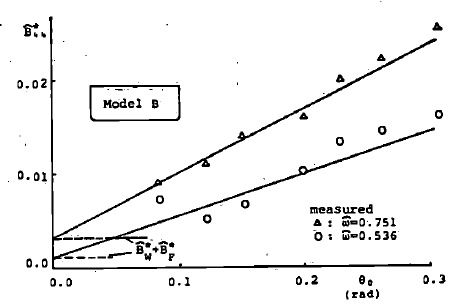 0.02
Model B
0.01
measured
△ : ω̂=0.751
○ : ω̂=0.536
B̂*W+B̂*F
0.0
0.0
0.1
0.2
θ0
0.3
(rad)